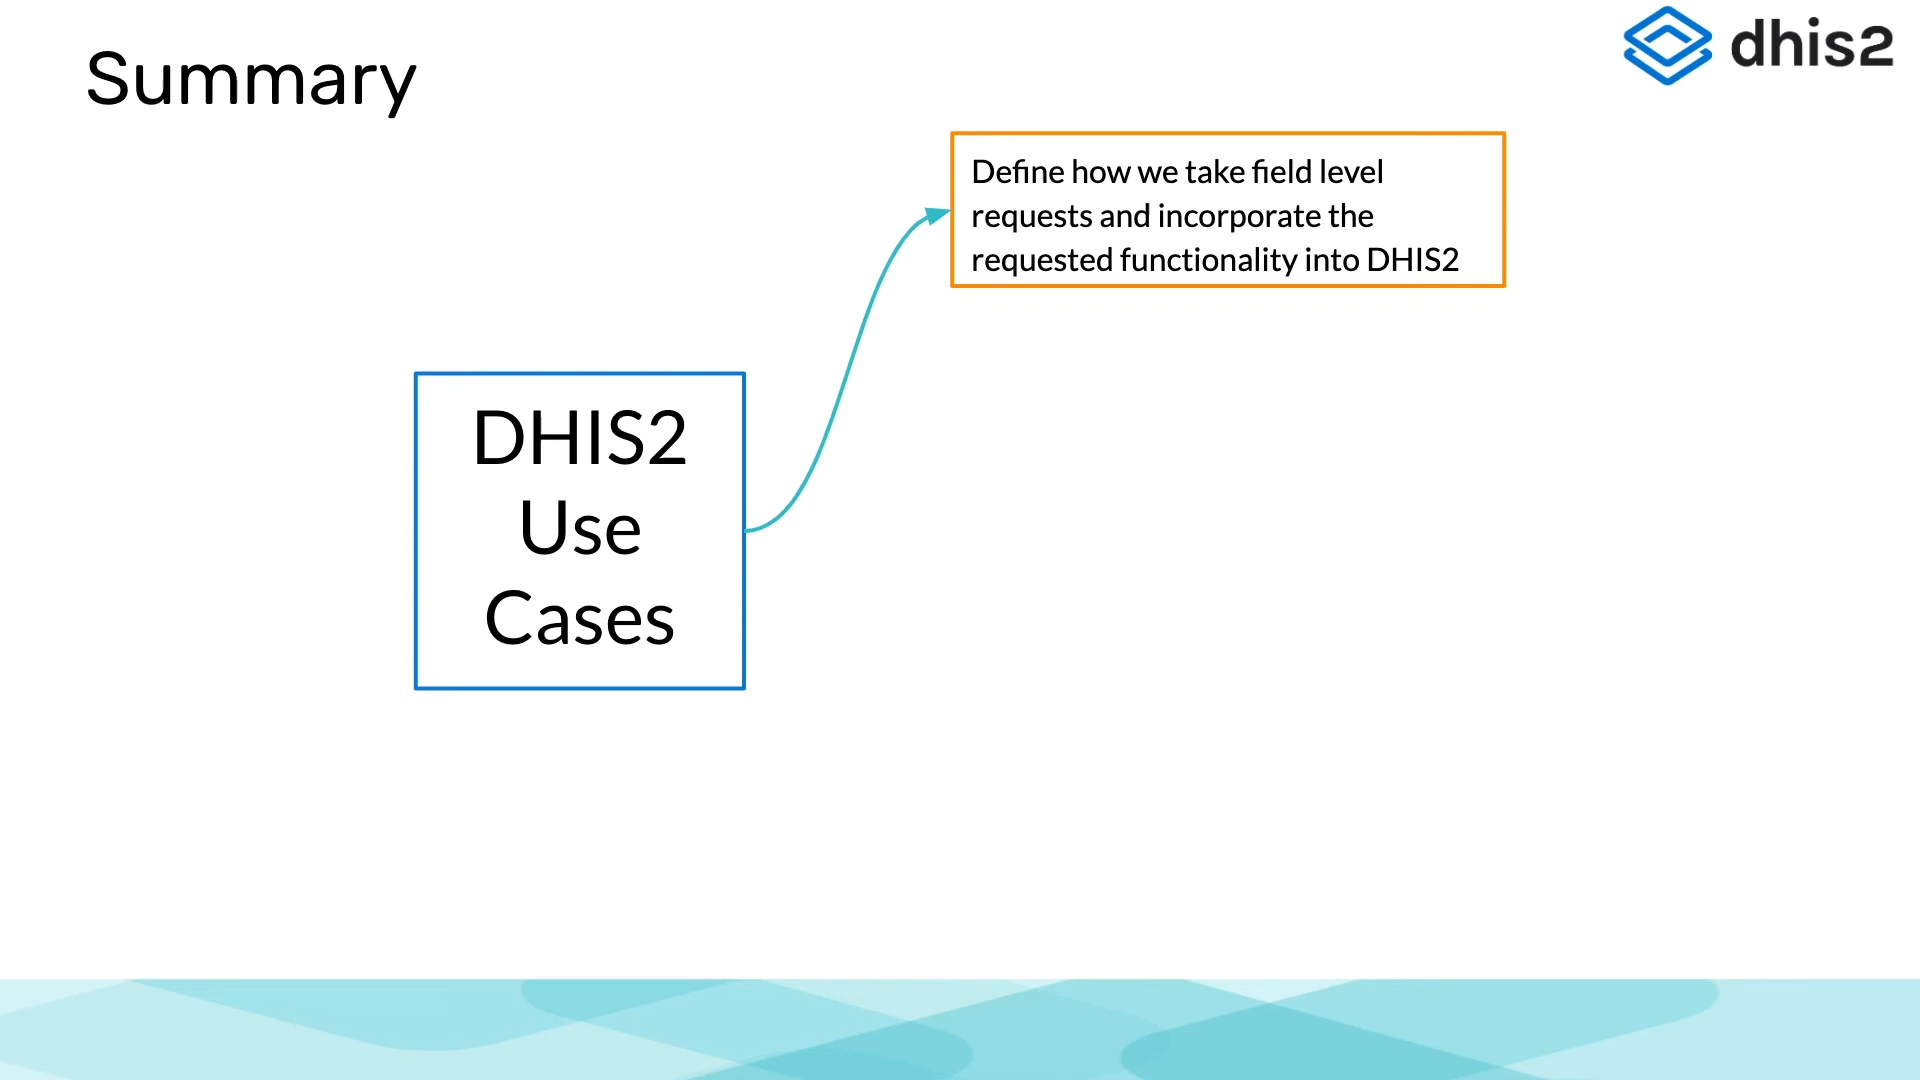 Summary
dhis2
Define how we take field level
requests and incorporate the
requested functionality into DHIS2
DHIS2
Use
Cases